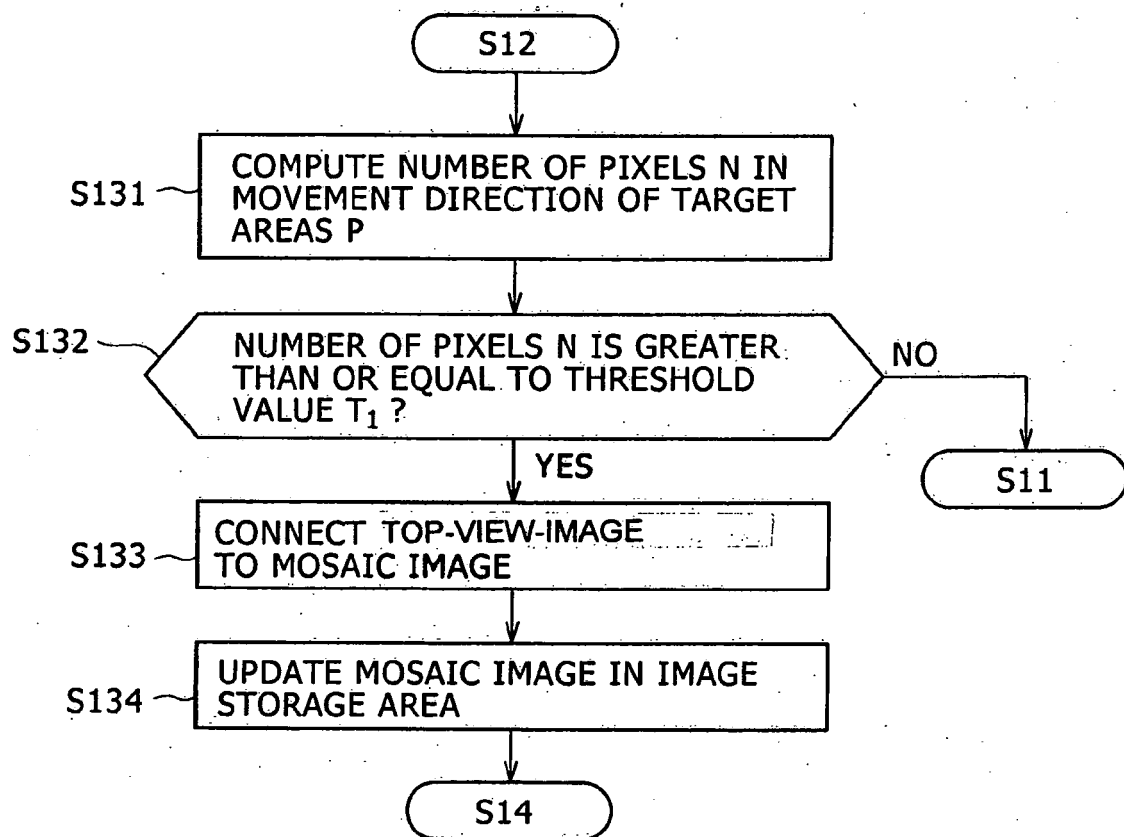 S12
S131
COMPUTE NUMBER OF PIXELS N IN
MOVEMENT DIRECTION OF TARGET
AREAS P
S132
NUMBER OF PIXELS N IS GREATER
THAN OR EQUAL TO THRESHOLD
VALUE T₁ ?
NO
S11
YES
S133
CONNECT TOP-VIEW-IMAGE
TO MOSAIC IMAGE
S134
UPDATE MOSAIC IMAGE IN IMAGE
STORAGE AREA
S14